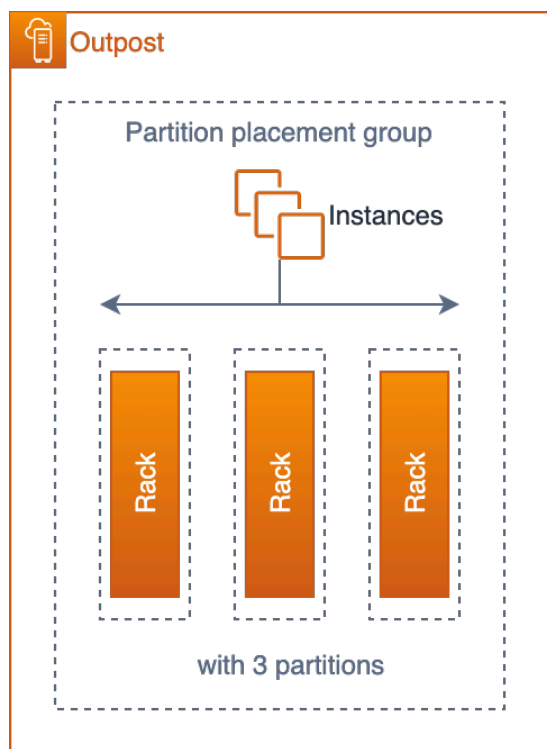 Outpost
Partition placement group
Instances
Rack
Rack
Rack
with 3 partitions